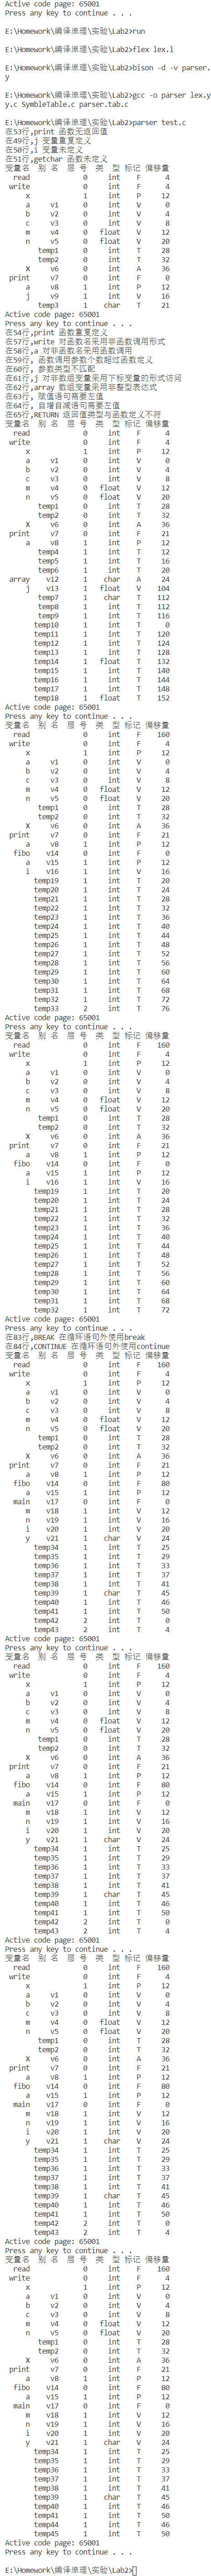 Active code page: 65001
Press any key to continue . . .
E:\Homework\编译原理\实验\Lab2>run
E:\Homework\编译原理\实验\Lab2>flex lex.l
E:\Homework\编译原理\实验\Lab2>bison -d -v parser.
y
E:\Homework\编译原理\实验\Lab2>gcc -o parser lex.y
y.c SymbleTable.c parser.tab.c
E:\Homework\编译原理\实验\Lab2>parser test.c
在53行,print 函数无返回值
在49行,j 变量重复定义
在50行,i 变量未定义
在51行,getchar 函数未定义
变量名 别 名 层 号 类 型 标记 偏移量
read 0 int F 4
write 0 int F 4
x 1 int P 12
a v1 0 int V 0
b v2 0 int V 4
c v3 0 int V 8
m v4 0 float V 12
n v5 0 float V 20
temp1 0 int T 28
temp2 0 int T 32
X v6 0 int A 36
print v7 0 int F 0
a v8 1 int P 12
j v9 1 int V 16
temp3 1 char T 21
Active code page: 65001
Press any key to continue . . .
在54行,print 函数重复定义
在57行,write 对函数名采用非函数调用形式
在58行,a 对非函数名采用函数调用
在59行, 函数调用参数个数超过函数定义
在60行, 参数类型不匹配
在61行,j 对非数组变量采用下标变量的形式访问
在62行,array 数组变量采用非整型表达式
在63行, 赋值语句需要左值
在64行, 自增自减语句需要左值
在65行,RETURN 返回值类型与函数定义不符
变量名 别 名 层 号 类 型 标记 偏移量
read 0 int F 4
write 0 int F 4
x 1 int P 12
a v1 0 int V 0
b v2 0 int V 4
c v3 0 int V 8
m v4 0 float V 12
n v5 0 float V 20
temp1 0 int T 28
temp2 0 int T 32
X v6 0 int A 36
print v7 0 int F 21
a v8 1 int P 12
temp4 1 int T 12
temp5 1 int T 16
temp6 1 int T 20
array v12 1 char A 24
j v13 1 float V 104
temp7 1 char T 112
temp8 1 int T 112
temp9 1 int T 116
temp10 1 int T 0
temp11 1 int T 120
temp12 1 int T 124
temp13 1 int T 128
temp14 1 float T 132
temp15 1 int T 140
temp16 1 int T 144
temp17 1 int T 148
temp18 1 float T 152
Active code page: 65001
Press any key to continue . . .
变量名 别 名 层 号 类 型 标记 偏移量
read 0 int F 160
write 0 int F 4
x 1 int P 12
a v1 0 int V 0
b v2 0 int V 4
c v3 0 int V 8
m v4 0 float V 12
n v5 0 float V 20
temp1 0 int T 28
temp2 0 int T 32
X v6 0 int A 36
print v7 0 int F 21
a v8 1 int P 12
fibo v14 0 int F 0
a v15 1 int P 12
i v16 1 int V 16
temp19 1 int T 20
temp20 1 int T 24
temp21 1 int T 28
temp22 1 int T 32
temp23 1 int T 36
temp24 1 int T 40
temp25 1 int T 44
temp26 1 int T 48
temp27 1 int T 52
temp28 1 int T 56
temp29 1 int T 60
temp30 1 int T 64
temp31 1 int T 68
temp32 1 int T 72
temp33 2 int T 76
Active code page: 65001
Press any key to continue . . .
变量名 别 名 层 号 类 型 标记 偏移量
read 0 int F 160
write 0 int F 4
x 1 int P 12
a v1 0 int V 0
b v2 0 int V 4
c v3 0 int V 8
m v4 0 float V 12
n v5 0 float V 20
temp1 0 int T 28
temp2 0 int T 32
X v6 0 int A 36
print v7 0 int F 21
a v8 1 int P 12
fibo v14 0 int F 0
a v15 1 int P 12
i v16 1 int V 16
temp19 1 int T 20
temp20 1 int T 24
temp21 1 int T 28
temp22 1 int T 32
temp23 1 int T 36
temp24 1 int T 40
temp25 1 int T 44
temp26 1 int T 48
temp27 1 int T 52
temp28 1 int T 56
temp29 1 int T 60
temp30 1 int T 64
temp31 1 int T 68
temp32 1 int T 72
Active code page: 65001
Press any key to continue . . .
在83行,BREAK 在循环语句外使用break
在84行,CONTINUE 在循环语句外使用continue
变量名 别 名 层 号 类 型 标记 偏移量
read 0 int F 160
write 0 int F 4
x 1 int P 12
a v1 0 int V 0
b v2 0 int V 4
c v3 0 int V 8
m v4 0 float V 12
n v5 0 float V 20
temp1 0 int T 28
temp2 0 int T 32
X v6 0 int A 36
print v7 0 int F 21
a v8 1 int P 12
fibo v14 0 int F 80
a v15 1 int P 12
main v17 0 int F 0
m v18 1 int V 12
n v19 1 int V 16
i v20 1 int V 20
y v21 1 char V 24
temp34 1 int T 25
temp35 1 int T 29
temp36 1 int T 33
temp37 1 int T 37
temp38 1 int T 41
temp39 1 char T 45
temp40 1 int T 46
temp41 1 int T 50
temp42 2 int T 0
temp43 2 int T 4
Active code page: 65001
Press any key to continue . . .
变量名 别 名 层 号 类 型 标记 偏移量
read 0 int F 160
write 0 int F 4
x 1 int P 12
a v1 0 int V 0
b v2 0 int V 4
c v3 0 int V 8
m v4 0 float V 12
n v5 0 float V 20
temp1 0 int T 28
temp2 0 int T 32
X v6 0 int A 36
print v7 0 int F 21
a v8 1 int P 12
fibo v14 0 int F 80
a v15 1 int P 12
main v17 0 int F 0
m v18 1 int V 12
n v19 1 int V 16
i v20 1 int V 20
y v21 1 char V 24
temp34 1 int T 25
temp35 1 int T 29
temp36 1 int T 33
temp37 1 int T 37
temp38 1 int T 41
temp39 1 char T 45
temp40 1 int T 46
temp41 1 int T 50
temp42 2 int T 0
temp43 2 int T 4
Active code page: 65001
Press any key to continue . . .
变量名 别 名 层 号 类 型 标记 偏移量
read 0 int F 160
write 0 int F 4
x 1 int P 12
a v1 0 int V 0
b v2 0 int V 4
c v3 0 int V 8
m v4 0 float V 12
n v5 0 float V 20
temp1 0 int T 28
temp2 0 int T 32
X v6 0 int A 36
print v7 0 int F 21
a v8 1 int P 12
fibo v14 0 int F 80
a v15 1 int P 12
main v17 0 int F 0
m v18 1 int V 12
n v19 1 int V 16
i v20 1 int V 20
y v21 1 char V 24
temp34 1 int T 25
temp35 1 int T 29
temp36 1 int T 33
temp37 1 int T 37
temp38 1 int T 41
temp39 1 char T 45
temp40 1 int T 46
temp41 1 int T 50
temp42 2 int T 0
temp43 2 int T 4
Active code page: 65001
Press any key to continue . . .
变量名 别 名 层 号 类 型 标记 偏移量
read 0 int F 160
write 0 int F 4
x 1 int P 12
a v1 0 int V 0
b v2 0 int V 4
c v3 0 int V 8
m v4 0 float V 12
n v5 0 float V 20
temp1 0 int T 28
temp2 0 int T 32
X v6 0 int A 36
print v7 0 int F 21
a v8 1 int P 12
fibo v14 0 int F 80
a v15 1 int P 12
main v17 0 int F 0
m v18 1 int V 12
n v19 1 int V 16
i v20 1 int V 20
y v21 1 char V 24
temp34 1 int T 25
temp35 1 int T 29
temp36 1 int T 33
temp37 1 int T 37
temp38 1 int T 41
temp39 1 char T 45
temp40 1 int T 46
temp41 1 int T 50
temp44 1 int T 46
temp45 1 int T 50
Active code page: 65001
Press any key to continue . . .
E:\Homework\编译原理\实验\Lab2>